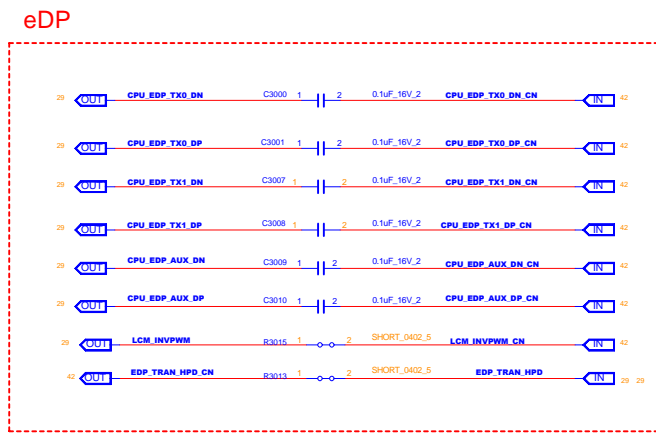 eDP
29 OUT CPU_EDP_TX0_DN C3000 1 2 0.1uF_16V_2 CPU_EDP_TX0_DN_CN IN 42
29 OUT CPU_EDP_TX0_DP C3001 1 2 0.1uF_16V_2 CPU_EDP_TX0_DP_CN IN 42
29 OUT CPU_EDP_TX1_DN C3007 1 2 0.1uF_16V_2 CPU_EDP_TX1_DN_CN IN 42
29 OUT CPU_EDP_TX1_DP C3008 1 2 0.1uF_16V_2 CPU_EDP_TX1_DP_CN IN 42
29 OUT CPU_EDP_AUX_DN C3009 1 2 0.1uF_16V_2 CPU_EDP_AUX_DN_CN IN 42
29 OUT CPU_EDP_AUX_DP C3010 1 2 0.1uF_16V_2 CPU_EDP_AUX_DP_CN IN 42
29 OUT LCM_INVPWM R3015 1 2 SHORT_0402_5 LCM_INVPWM_CN IN 42
42 OUT EDP_TRAN_HPD_CN R3013 1 2 SHORT_0402_5 EDP_TRAN_HPD IN 29 29